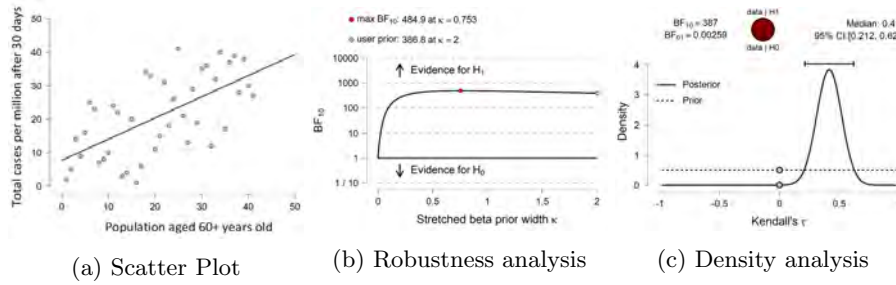 Total cases per million after 30 days
50
40
30
20
10
0
0 10 20 30 40 50
Population aged 60+ years old
(a) Scatter Plot
max BF10: 484.9 at κ = 0.753
user prior: 386.8 at κ = 2
10000
1000
100
10
1
1 / 10
BF10
Evidence for H1
Evidence for H0
0 0.5 1 1.5 2
Stretched beta prior width κ
(b) Robustness analysis
data | H1
BF10 = 387
BF01 = 0.00259
data | H0
Median: 0.4
95% CI:[0.212, 0.62
Posterior
Prior
Density
4
3
2
1
0
-1 -0.5 0 0.5
Kendall's τ
(c) Density analysis